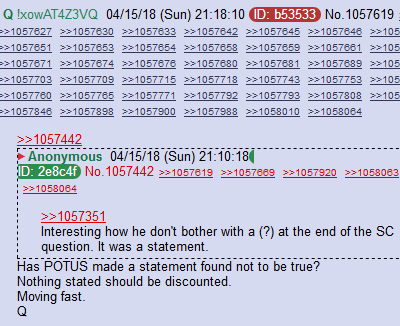 Q !xowAT4Z3VQ 04/15/18 (Sun) 21:18:10 ID: b53533 No.1057619
>>1057627 >>1057630 >>1057633 >>1057642 >>1057645 >>1057646
>>1057651 >>1057653 >>1057654 >>1057658 >>1057659 >>1057661
>>1057671 >>1057674 >>1057676 >>1057680 >>1057681 >>1057689
>>1057705 >>1057709 >>1057715 >>1057718 >>1057743 >>1057753
>>1057760 >>1057765 >>1057771 >>1057792 >>1057793 >>1057808
>>1057846 >>1057898 >>1057900 >>1057988 >>1058010 >>1058064
>>1057442
Anonymous 04/15/18 (Sun) 21:10:18
ID: 2e8c4f No.1057442 >>1057619 >>1057669 >>1057920 >>1058063
>>1058064
>>1057351
Interesting how he don't bother with a (?) at the end of the SC
question. It was a statement.
Has POTUS made a statement found not to be true?
Nothing stated should be discounted.
Moving fast.
Q